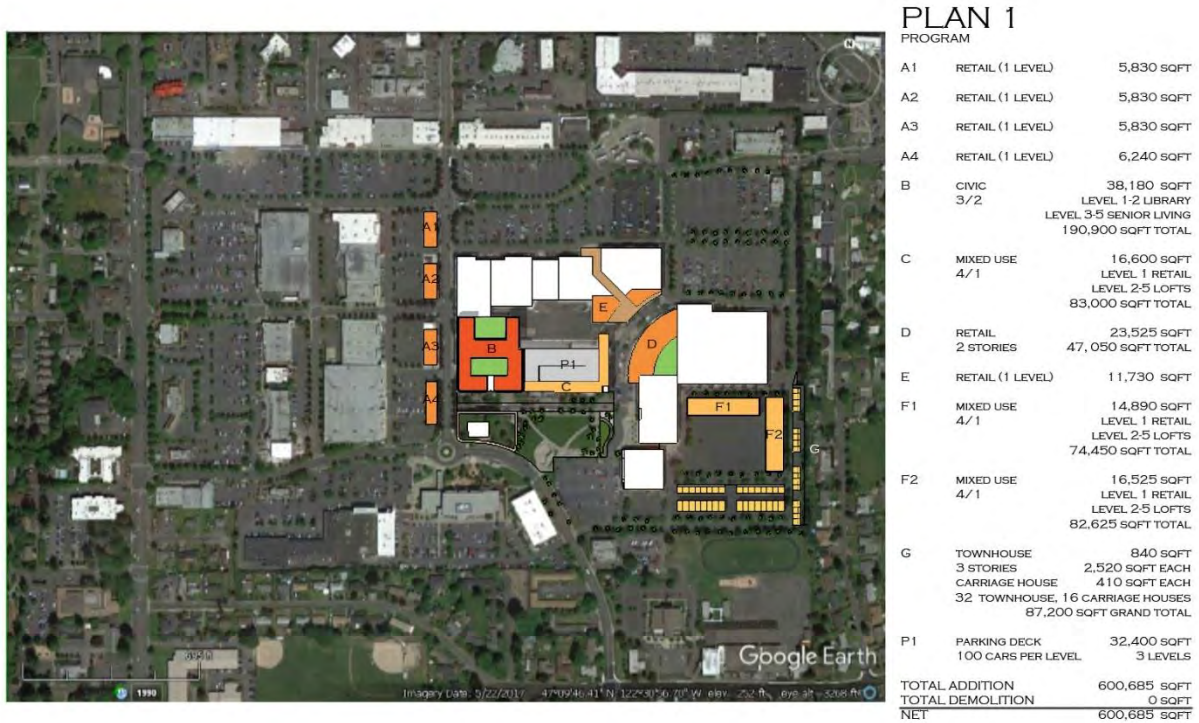 PLAN 1
PROGRAM
A1 RETAIL (1 LEVEL) 5,830 SQFT
A2 RETAIL (1 LEVEL) 5,830 SQFT
A3 RETAIL (1 LEVEL) 5,830 SQFT
A4 RETAIL (1 LEVEL) 6,240 SQFT
B CIVIC 38,180 SQFT
3/2 LEVEL 1-2 LIBRARY
LEVEL 3-5 SENIOR LIVING
190,900 SQFT TOTAL
C MIXED USE 16,600 SQFT
4/1 LEVEL 1 RETAIL
LEVEL 2-5 LOFTS
83,000 SQFT TOTAL
D RETAIL 23,525 SQFT
2 STORIES 47,050 SQFT TOTAL
E RETAIL (1 LEVEL) 11,730 SQFT
F1 MIXED USE 14,890 SQFT
4/1 LEVEL 1 RETAIL
LEVEL 2-5 LOFTS
74,450 SQFT TOTAL
F2 MIXED USE 16,525 SQFT
4/1 LEVEL 1 RETAIL
LEVEL 2-5 LOFTS
82,625 SQFT TOTAL
G TOWNHOUSE 840 SQFT
3 STORIES 2,520 SQFT EACH
CARRIAGE HOUSE 410 SQFT EACH
32 TOWNHOUSE, 16 CARRIAGE HOUSES
87,200 SQFT GRAND TOTAL
P1 PARKING DECK 32,400 SQFT
100 CARS PER LEVEL 3 LEVELS
TOTAL ADDITION 600,685 SQFT
TOTAL DEMOLITION 0 SQFT
NET 600,685 SQFT
N
A1
A2
E
A3
B
D
P1
C
A4
F1
F2
G
695 ft
Google Earth
1990
Imagery Date: 5/22/2017 47°09'46.41" N 122°30'56.70" W elev 252 ft eye alt 3268 ft